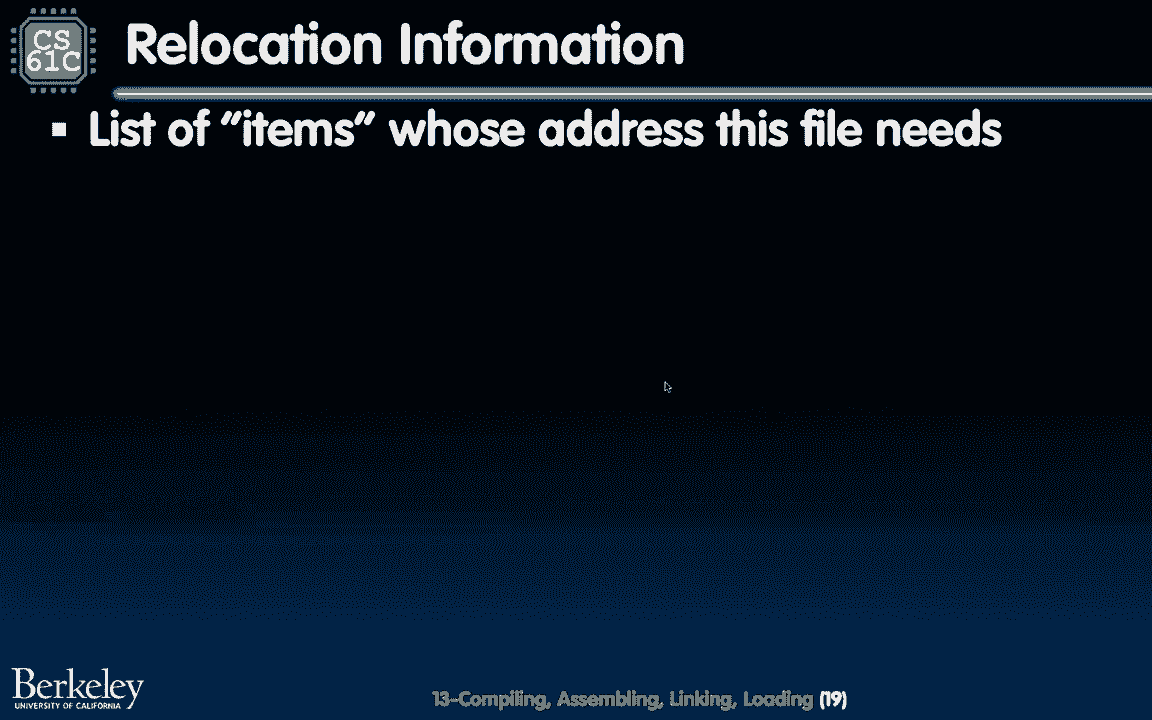 CS
61C
Relocation Information
▪ List of “items” whose address this file needs
Berkeley
UNIVERSITY OF CALIFORNIA
13-Compiling, Assembling, Linking, Loading (19)